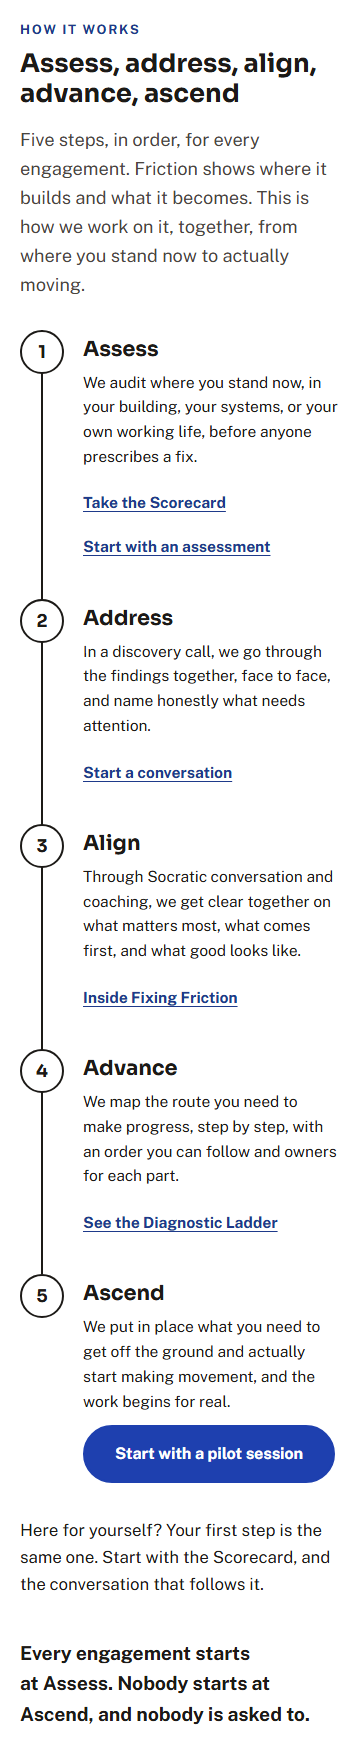 HOW IT WORKS
Assess, address, align,
advance, ascend
Five steps, in order, for every
engagement. Friction shows where it
builds and what it becomes. This is
how we work on it, together, from
where you stand now to actually
moving.
1
Assess
We audit where you stand now, in
your building, your systems, or your
own working life, before anyone
prescribes a fix.
Take the Scorecard
Start with an assessment
2
Address
In a discovery call, we go through
the findings together, face to face,
and name honestly what needs
attention.
Start a conversation
3
Align
Through Socratic conversation and
coaching, we get clear together on
what matters most, what comes
first, and what good looks like.
Inside Fixing Friction
4
Advance
We map the route you need to
make progress, step by step, with
an order you can follow and owners
for each part.
See the Diagnostic Ladder
5
Ascend
We put in place what you need to
get off the ground and actually
start making movement, and the
work begins for real.
Start with a pilot session
Here for yourself? Your first step is the
same one. Start with the Scorecard, and
the conversation that follows it.
Every engagement starts
at Assess. Nobody starts at
Ascend, and nobody is asked to.